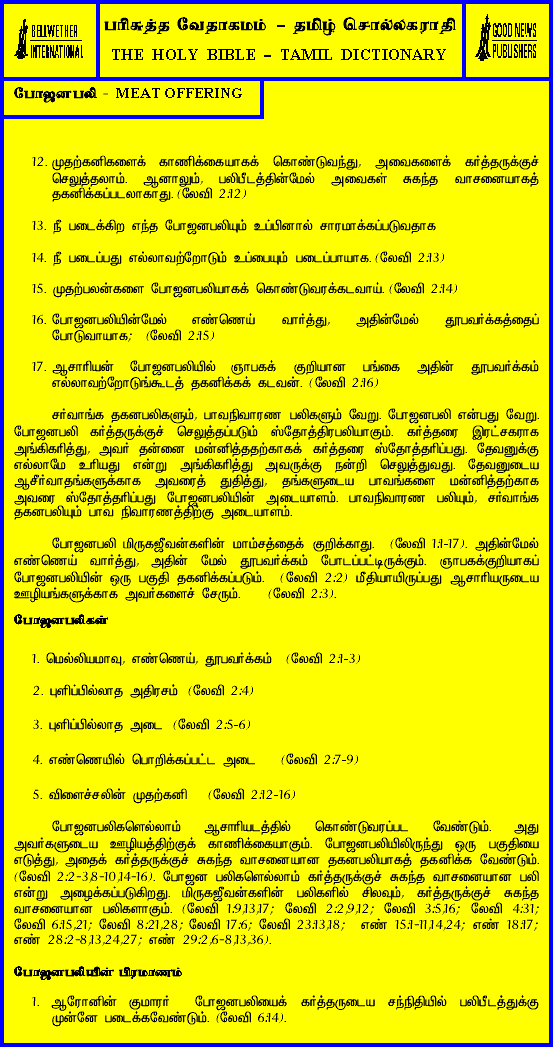 BELLWETHER
INTERNATIONAL
பரிசுத்த வேதாகமம் – தமிழ் சொல்லகராதி
THE HOLY BIBLE – TAMIL DICTIONARY
GOOD NEWS
PUBLISHERS
போஜனபலி - MEAT OFFERING
12. முதற்கனிகளைக் காணிக்கையாகக் கொண்டுவந்து, அவைகளைக் கர்த்தருக்குச்
செலுத்தலாம். ஆனாலும், பலிபீடத்தின்மேல் அவைகள் சுகந்த வாசனையாகத்
தகனிக்கப்படலாகாது. (லேவி 2:12)
13. நீ படைக்கிற எந்த போஜனபலியும் உப்பினால் சாரமாக்கப்படுவதாக
14. நீ படைப்பது எல்லாவற்றோடும் உப்பையும் படைப்பாயாக. (லேவி 2:13)
15. முதற்பலன்களை போஜனபலியாகக் கொண்டுவரக்கடவாய். (லேவி 2:14)
16. போஜனபலியின்மேல் எண்ணெய் வார்த்து, அதின்மேல் தூபவர்க்கத்தைப்
போடுவாயாக; (லேவி 2:15)
17. ஆசாரியன் போஜனபலியில் ஞாபகக் குறியான பங்கை அதின் தூபவர்க்கம்
எல்லாவற்றோடுங்கூடத் தகனிக்கக் கடவன். (லேவி 2:16)
சர்வாங்க தகனபலிகளும், பாவநிவாரண பலிகளும் வேறு. போஜனபலி என்பது வேறு.
போஜனபலி கர்த்தருக்குச் செலுத்தப்படும் ஸ்தோத்திரபலியாகும். கர்த்தரை இரட்சகராக
அங்கிகரித்து, அவர் தன்னை மன்னித்ததற்காகக் கர்த்தரை ஸ்தோத்தரிப்பது. தேவனுக்கு
எல்லாமே உரியது என்று அங்கிகரித்து அவருக்கு நன்றி செலுத்துவது. தேவனுடைய
ஆசீர்வாதங்களுக்காக அவரைத் துதித்து, தங்களுடைய பாவங்களை மன்னித்தற்காக
அவரை ஸ்தோத்தரிப்பது போஜனபலியின் அடையாளம். பாவநிவாரண பலியும், சர்வாங்க
தகனபலியும் பாவ நிவாரணத்திற்கு அடையாளம்.
போஜனபலி மிருகஜீவன்களின் மாம்சத்தைக் குறிக்காது. (லேவி 1:1-17). அதின்மேல்
எண்ணெய் வார்த்து, அதின் மேல் தூபவர்க்கம் போடப்பட்டிருக்கும். ஞாபகக்குறியாகப்
போஜனபலியின் ஒரு பகுதி தகனிக்கப்படும். (லேவி 2:2) மீதியாயிருப்பது ஆசாரியருடைய
ஊழியங்களுக்காக அவர்களைச் சேரும். (லேவி 2:3).
போஜனபலிகள்
1. மெல்லியமாவு, எண்ணெய், தூபவர்க்கம் (லேவி 2:1-3)
2. புளிப்பில்லாத அதிரசம் (லேவி 2:4)
3. புளிப்பில்லாத அடை (லேவி 2:5-6)
4. எண்ணெயில் பொறிக்கப்பட்ட அடை (லேவி 2:7-9)
5. விளைச்சலின் முதற்கனி (லேவி 2:12-16)
போஜனபலிகளெல்லாம் ஆசாரியடத்தில் கொண்டுவரப்பட வேண்டும். அது
அவர்களுடைய ஊழியத்திற்குக் காணிக்கையாகும். போஜனபலியிலிருந்து ஒரு பகுதியை
எடுத்து, அதைக் கர்த்தருக்குச் சுகந்த வாசனையான தகனபலியாகத் தகனிக்க வேண்டும்.
(லேவி 2:2-3,8-10,14-16). போஜன பலிகளெல்லாம் கர்த்தருக்குச் சுகந்த வாசனையான பலி
என்று அழைக்கப்படுகிறது. மிருகஜீவன்களின் பலிகளில் சிலவும், கர்த்தருக்குச் சுகந்த
வாசனையான பலிகளாகும். (லேவி 1:9,13,17; லேவி 2:2,9,12; லேவி 3:5,16; லேவி 4:31;
லேவி 6:15,21; லேவி 8:21,28; லேவி 17:6; லேவி 23:13,18; எண் 15:1-11,14,24; எண் 18:17;
எண் 28:2-8,13,24,27; எண் 29:2,6-8,13,36).
போஜனபலியின் பிரமாணம்
1. ஆரோனின் குமாரர் போஜனபலியைக் கர்த்தருடைய சந்நிதியில் பலிபீடத்துக்கு
முன்னே படைக்கவேண்டும். (லேவி 6:14).